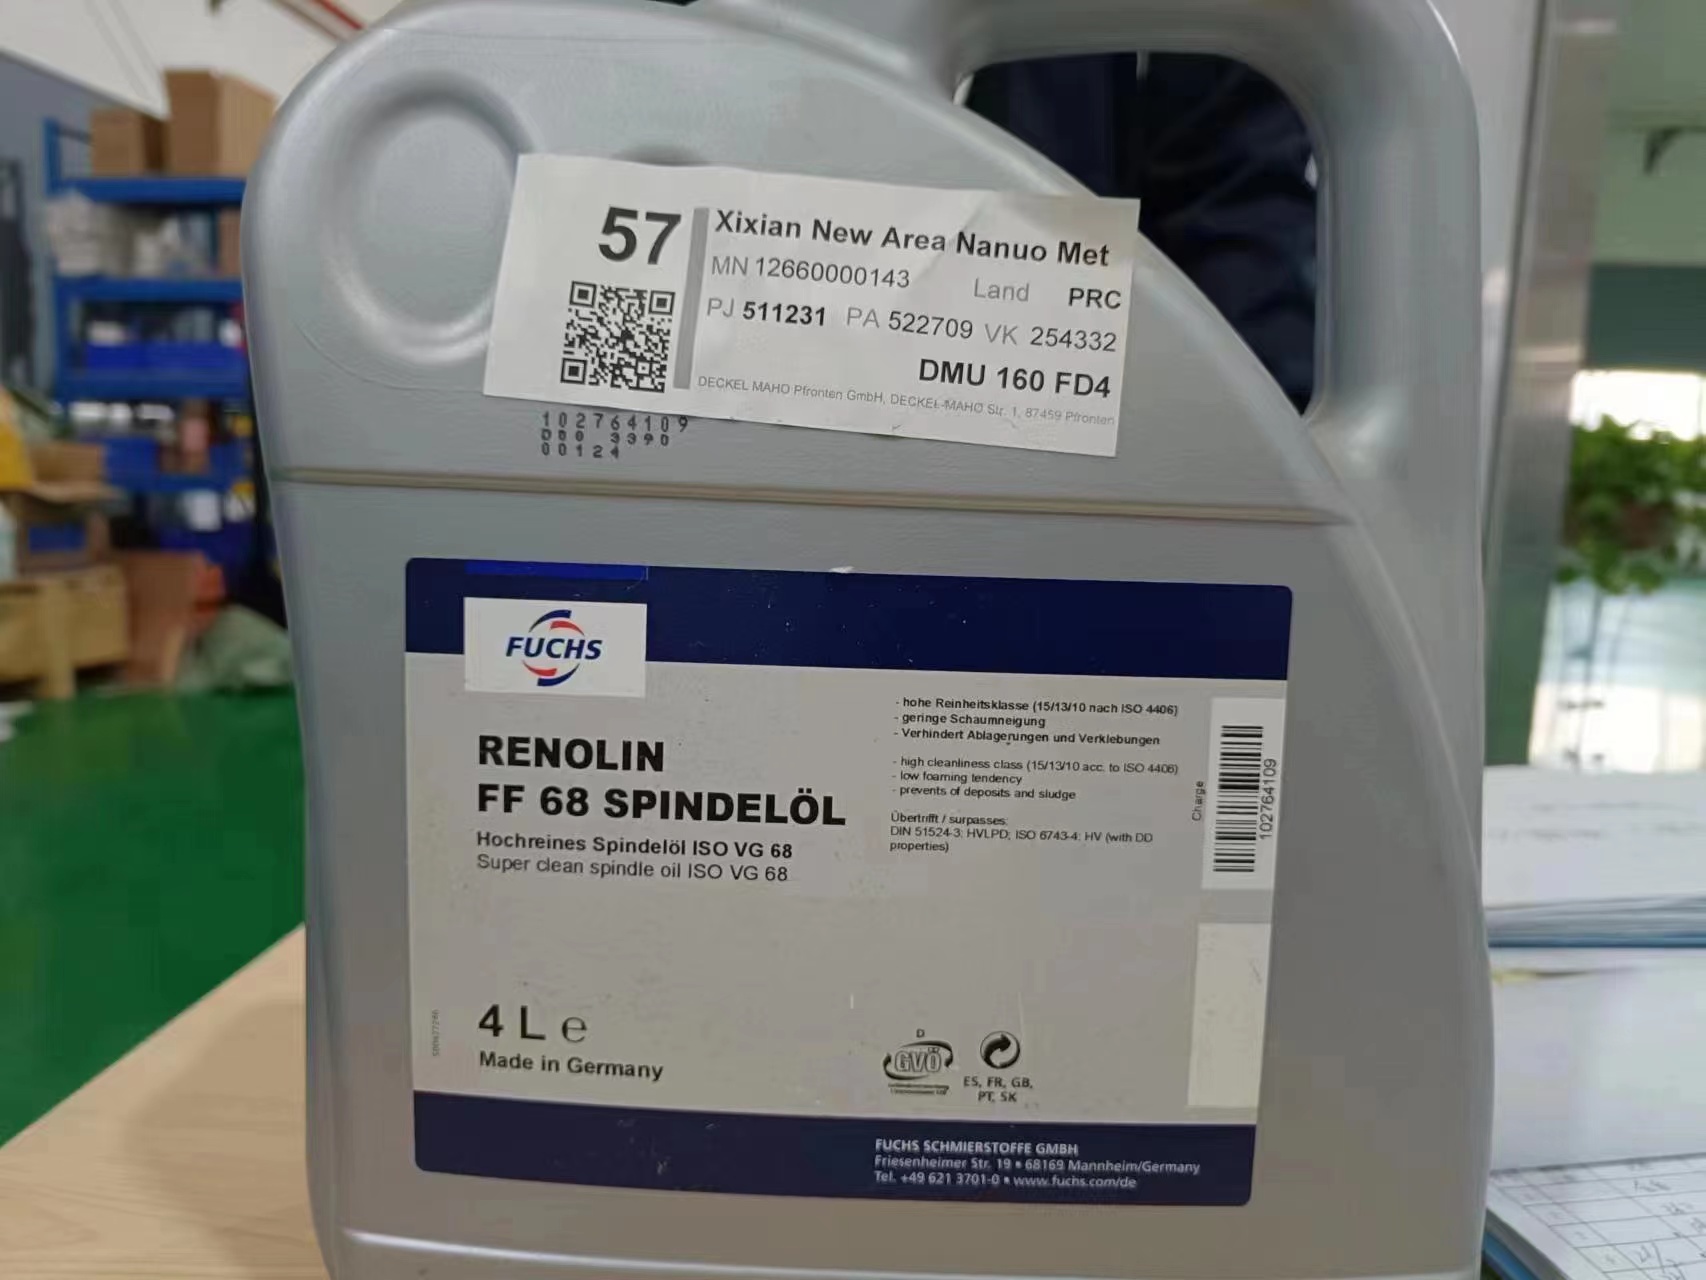 57
Xixian New Area Nanuo Met
MN 12660000143 Land PRC
PJ 511231 PA 522709 VK 254332
DMU 160 FD4
DECKEL MAHO Pfronten GmbH, DECKEL-MAHO Str. 1, 87459 Pfronten
102764109
00124
FUCHS
RENOLIN
FF 68 SPINDELÖL
Hochreines Spindelöl ISO VG 68
Super clean spindle oil ISO VG 68
- hohe Reinheitsklasse (15/13/10 nach ISO 4406)
- geringe Schaumneigung
- Verhindert Ablagerungen und Verklebungen
- high cleanliness class (15/13/10 acc. to ISO 4406)
- low foaming tendency
- prevents of deposits and sludge
Übertrifft / surpasses:
DIN 51524-3: HVLPD; ISO 6743-4: HV (with DD
properties)
Charge
102764109
4 L e
Made in Germany
D
GVÖ
ES, FR, GB,
PT, SK
FUCHS SCHMIERSTOFFE GMBH
Friesenheimer Str. 19 • 68169 Mannheim/Germany
Tel. +49 621 3701-0 • www.fuchs.com/de